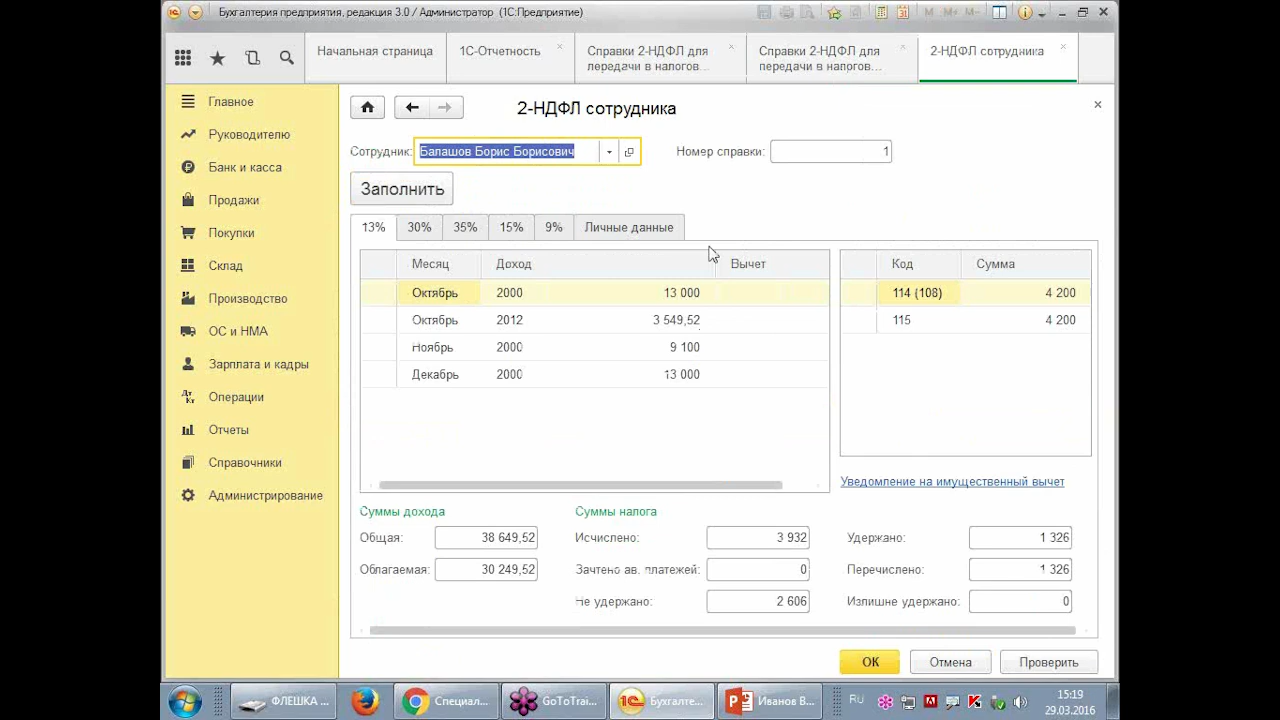 Бухгалтерия предприятия, редакция 3.0 / Администратор (1С:Предприятие)
M M+ M-
Начальная страница
1С-Отчетность
Справки 2-НДФЛ для передачи в налогов...
Справки 2-НДФЛ для передачи в налогов...
2-НДФЛ сотрудника
Главное
Руководителю
Банк и касса
Продажи
Покупки
Склад
Производство
ОС и НМА
Зарплата и кадры
Операции
Отчеты
Справочники
Администрирование
2-НДФЛ сотрудника
Сотрудник: Балашов Борис Борисович Номер справки: 1
Заполнить
13% 30% 35% 15% 9% Личные данные
Месяц Доход Вычет Код Сумма
Октябрь 2000 13 000 114 (108) 4 200
Октябрь 2012 3 549,52 115 4 200
Ноябрь 2000 9 100
Декабрь 2000 13 000
Уведомление на имущественный вычет
Суммы дохода Суммы налога
Общая: 38 649,52 Исчислено: 3 932 Удержано: 1 326
Облагаемая: 30 249,52 Зачтено ав. платежей: 0 Перечислено: 1 326
Не удержано: 2 606 Излишне удержано: 0
ОК Отмена Проверить
ФЛЕШКА ... Специал... GoToTrai... Бухгалте... Иванов В... RU 15:19
29.03.2016